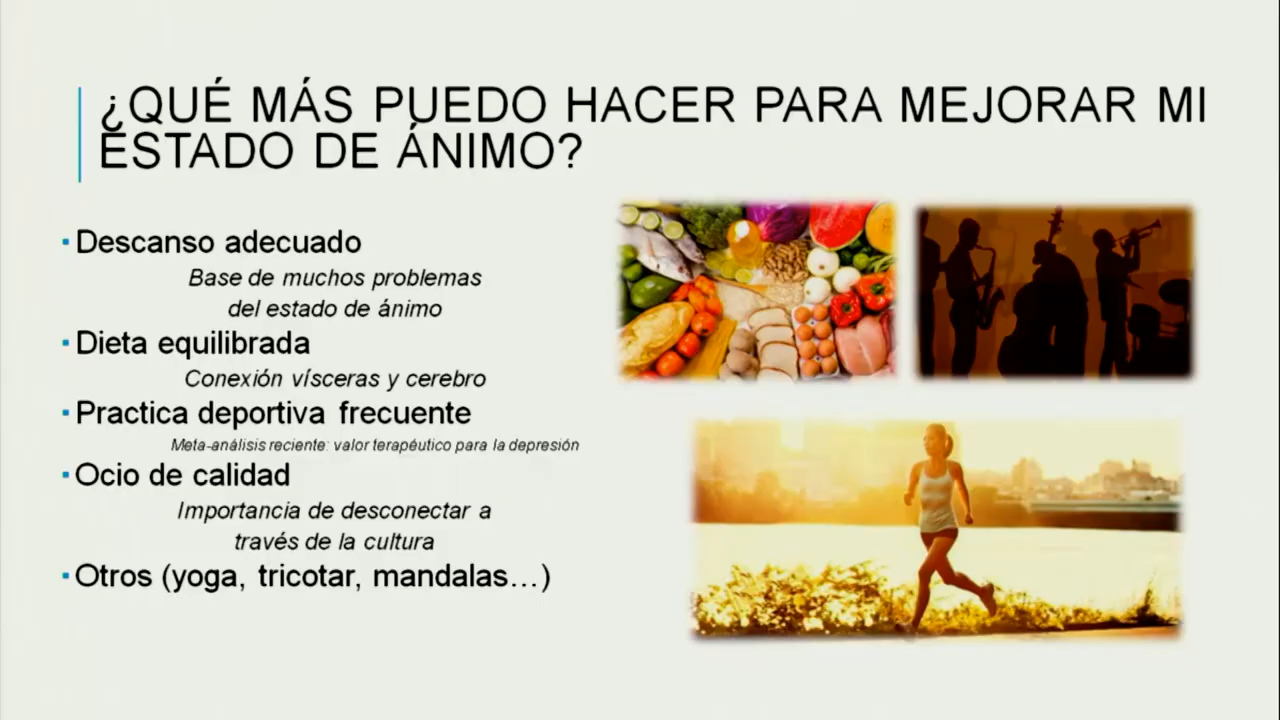 ¿QUÉ MÁS PUEDO HACER PARA MEJORAR MI
ESTADO DE ÁNIMO?
▪ Descanso adecuado
Base de muchos problemas
del estado de ánimo
▪ Dieta equilibrada
Conexión vísceras y cerebro
▪ Practica deportiva frecuente
Meta-análisis reciente: valor terapéutico para la depresión
▪ Ocio de calidad
Importancia de desconectar a
través de la cultura
▪ Otros (yoga, tricotar, mandalas…)